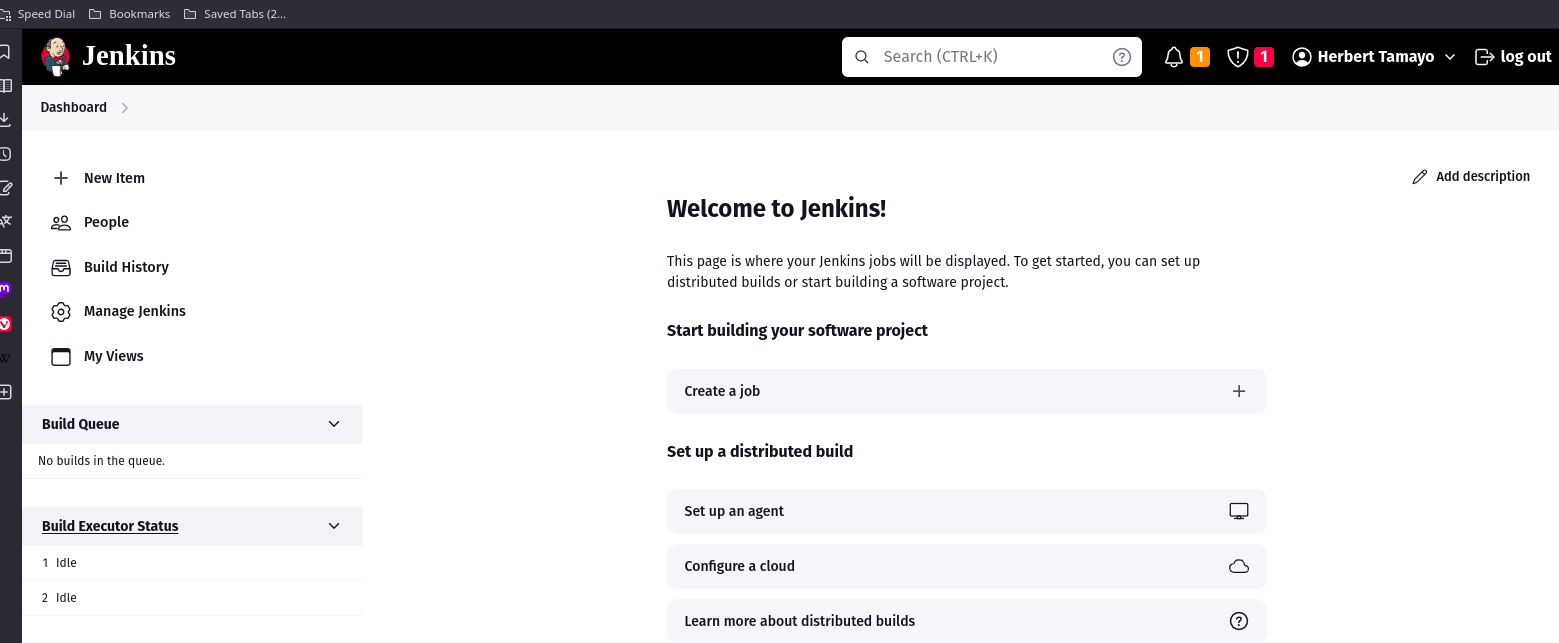 Speed Dial Bookmarks Saved Tabs (2...
Jenkins
Search (CTRL+K) ? 1 1 Herbert Tamayo log out
Dashboard
New Item
People
Build History
Manage Jenkins
My Views
Build Queue
No builds in the queue.
Build Executor Status
1 Idle
2 Idle
Add description
Welcome to Jenkins!
This page is where your Jenkins jobs will be displayed. To get started, you can set up
distributed builds or start building a software project.
Start building your software project
Create a job
Set up a distributed build
Set up an agent
Configure a cloud
Learn more about distributed builds ?